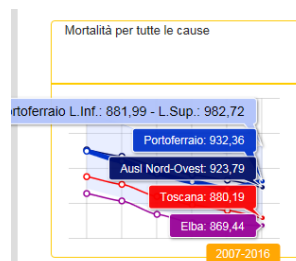 Mortalità per tutte le cause
rtoferraio L.Inf.: 881,99 - L.Sup.: 982,72
Portoferraio: 932,36
Ausl Nord-Ovest: 923,79
Toscana: 880,19
Elba: 869,44
2007-2016